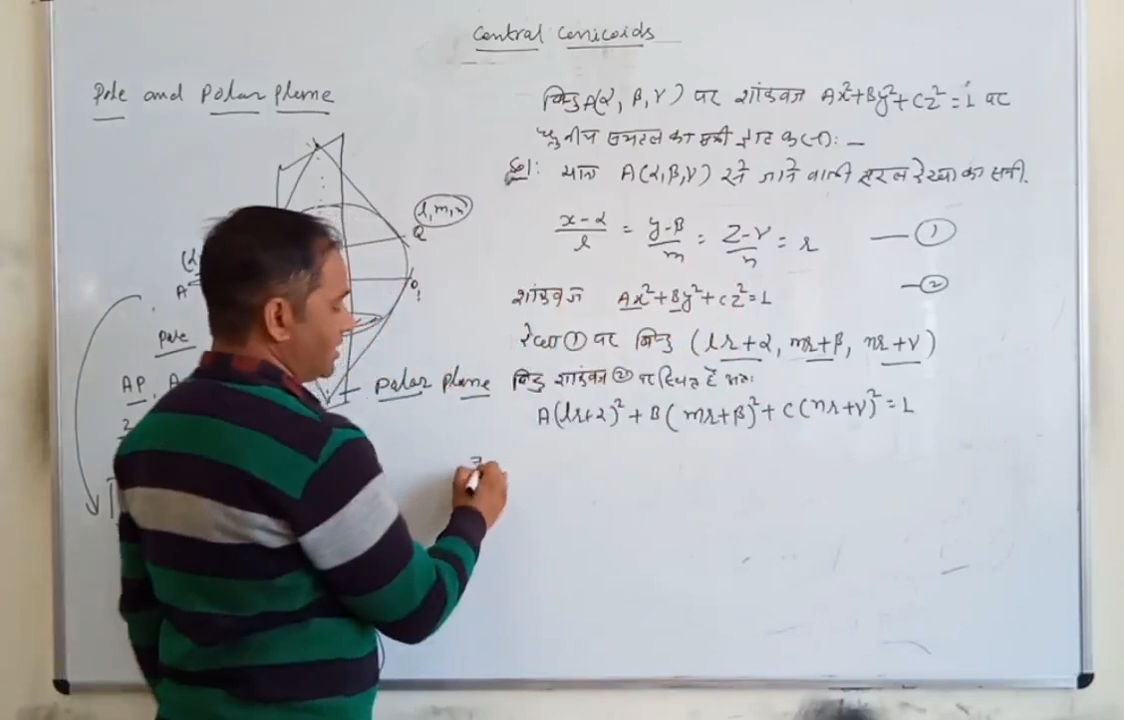 Central Conicoids
Pole and Polar Plane
बिन्दु A(α, β, γ) पर शांकवज Ax²+By²+Cz²=1 पर
का ज्ञात करना: —
हल: माना A(α,β,γ) से जाने वाली सरल रेखा का समी.
(x-α)/l = (y-β)/m = (z-γ)/n = r — ①
शांकवज Ax²+By²+Cz²=1 — ②
रेखा ① पर बिन्दु (lr+α, mr+β, nr+γ)
बिन्दु शांकवज ② पर स्थित है अतः
A(lr+α)²+B(mr+β)²+C(nr+γ)²=1
(l,m,n)
Q
A
Pole
Polar Plane
AP, A
2